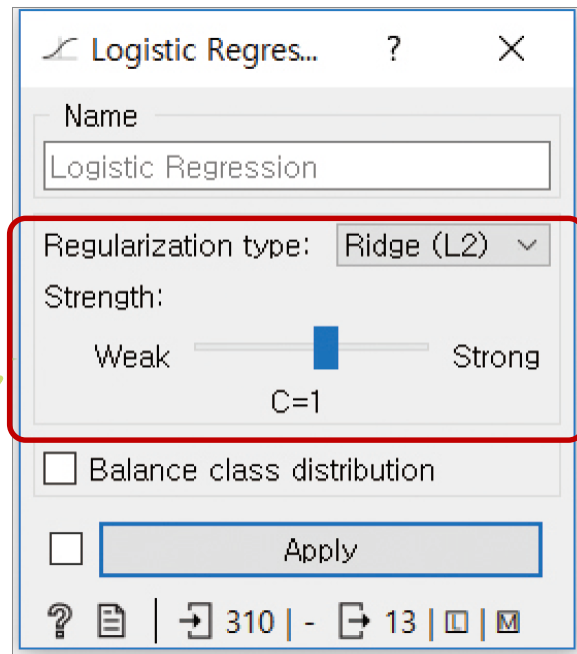 Logistic Regres... ?
Name
Logistic Regression
Regularization type: Ridge (L2)
Strength:
Weak Strong
C=1
Balance class distribution
Apply
? | 310 | - 13 | L | M